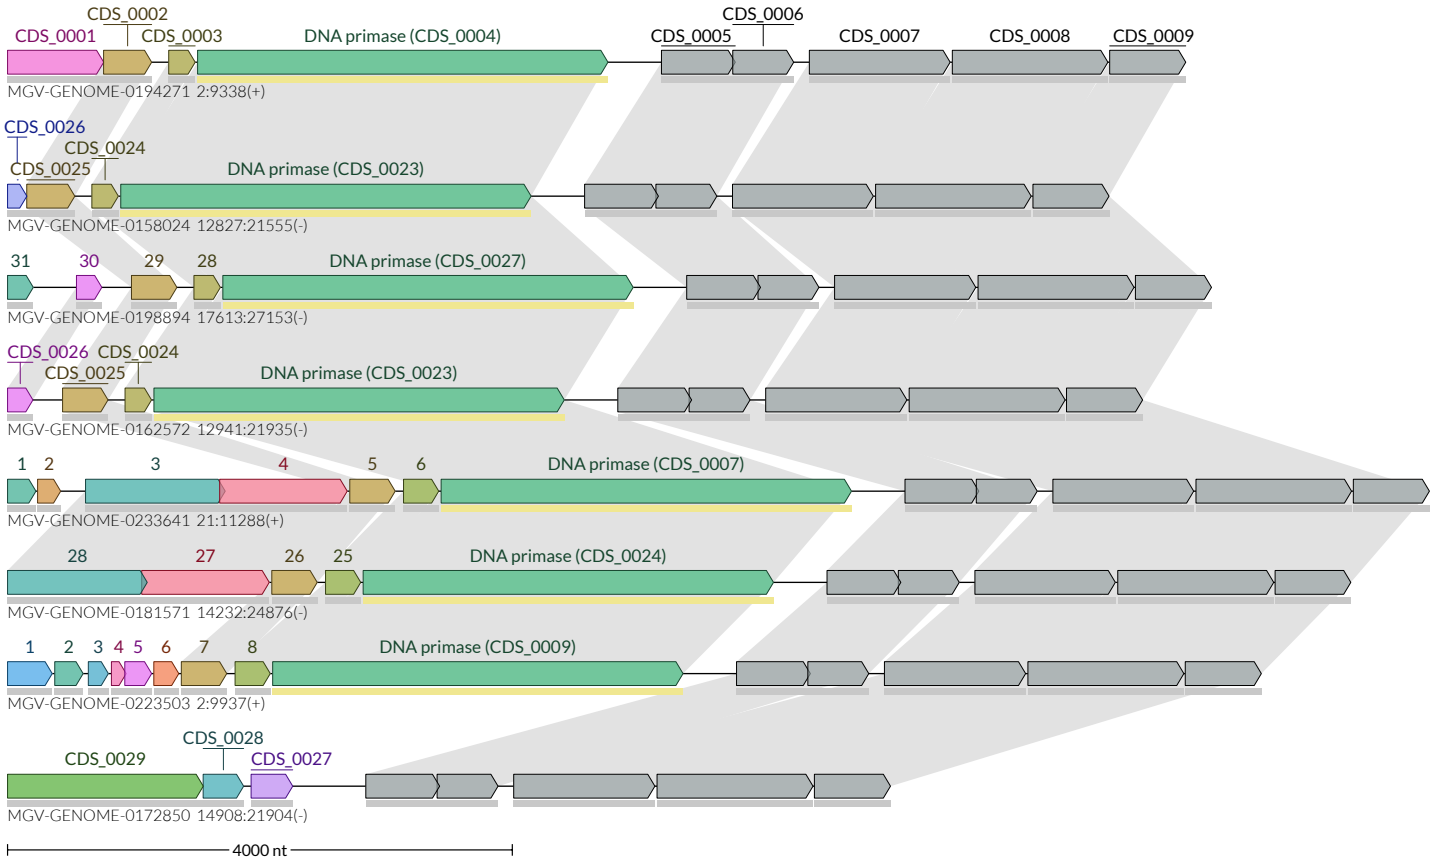 CDS_0002 CDS_0006
CDS_0001 CDS_0003 DNA primase (CDS_0004) CDS_0005 CDS_0007 CDS_0008 CDS_0009
MGV-GENOME-0194271 2:9338(+)
CDS_0026
CDS_0024
CDS_0025 DNA primase (CDS_0023)
MGV-GENOME-0158024 12827:21555(-)
31 30 29 28 DNA primase (CDS_0027)
MGV-GENOME-0198894 17613:27153(-)
CDS_0026 CDS_0024
CDS_0025 DNA primase (CDS_0023)
MGV-GENOME-0162572 12941:21935(-)
1 2 3 4 5 6 DNA primase (CDS_0007)
MGV-GENOME-0233641 21:11288(+)
28 27 26 25 DNA primase (CDS_0024)
MGV-GENOME-0181571 14232:24876(-)
1 2 3 4 5 6 7 8 DNA primase (CDS_0009)
MGV-GENOME-0223503 2:9937(+)
CDS_0028
CDS_0029 CDS_0027
MGV-GENOME-0172850 14908:21904(-)
4000 nt